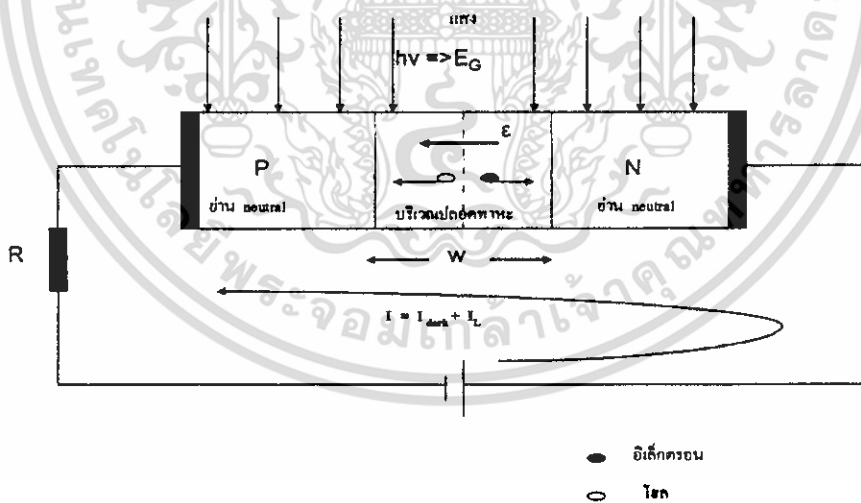 แสง
hv =>E_G
ε
P
N
ย่าน neutral
บริเวณปลอดพาหะ
ย่าน neutral
R
W
I = I_dark + I_L
อิเล็กตรอน
โฮล